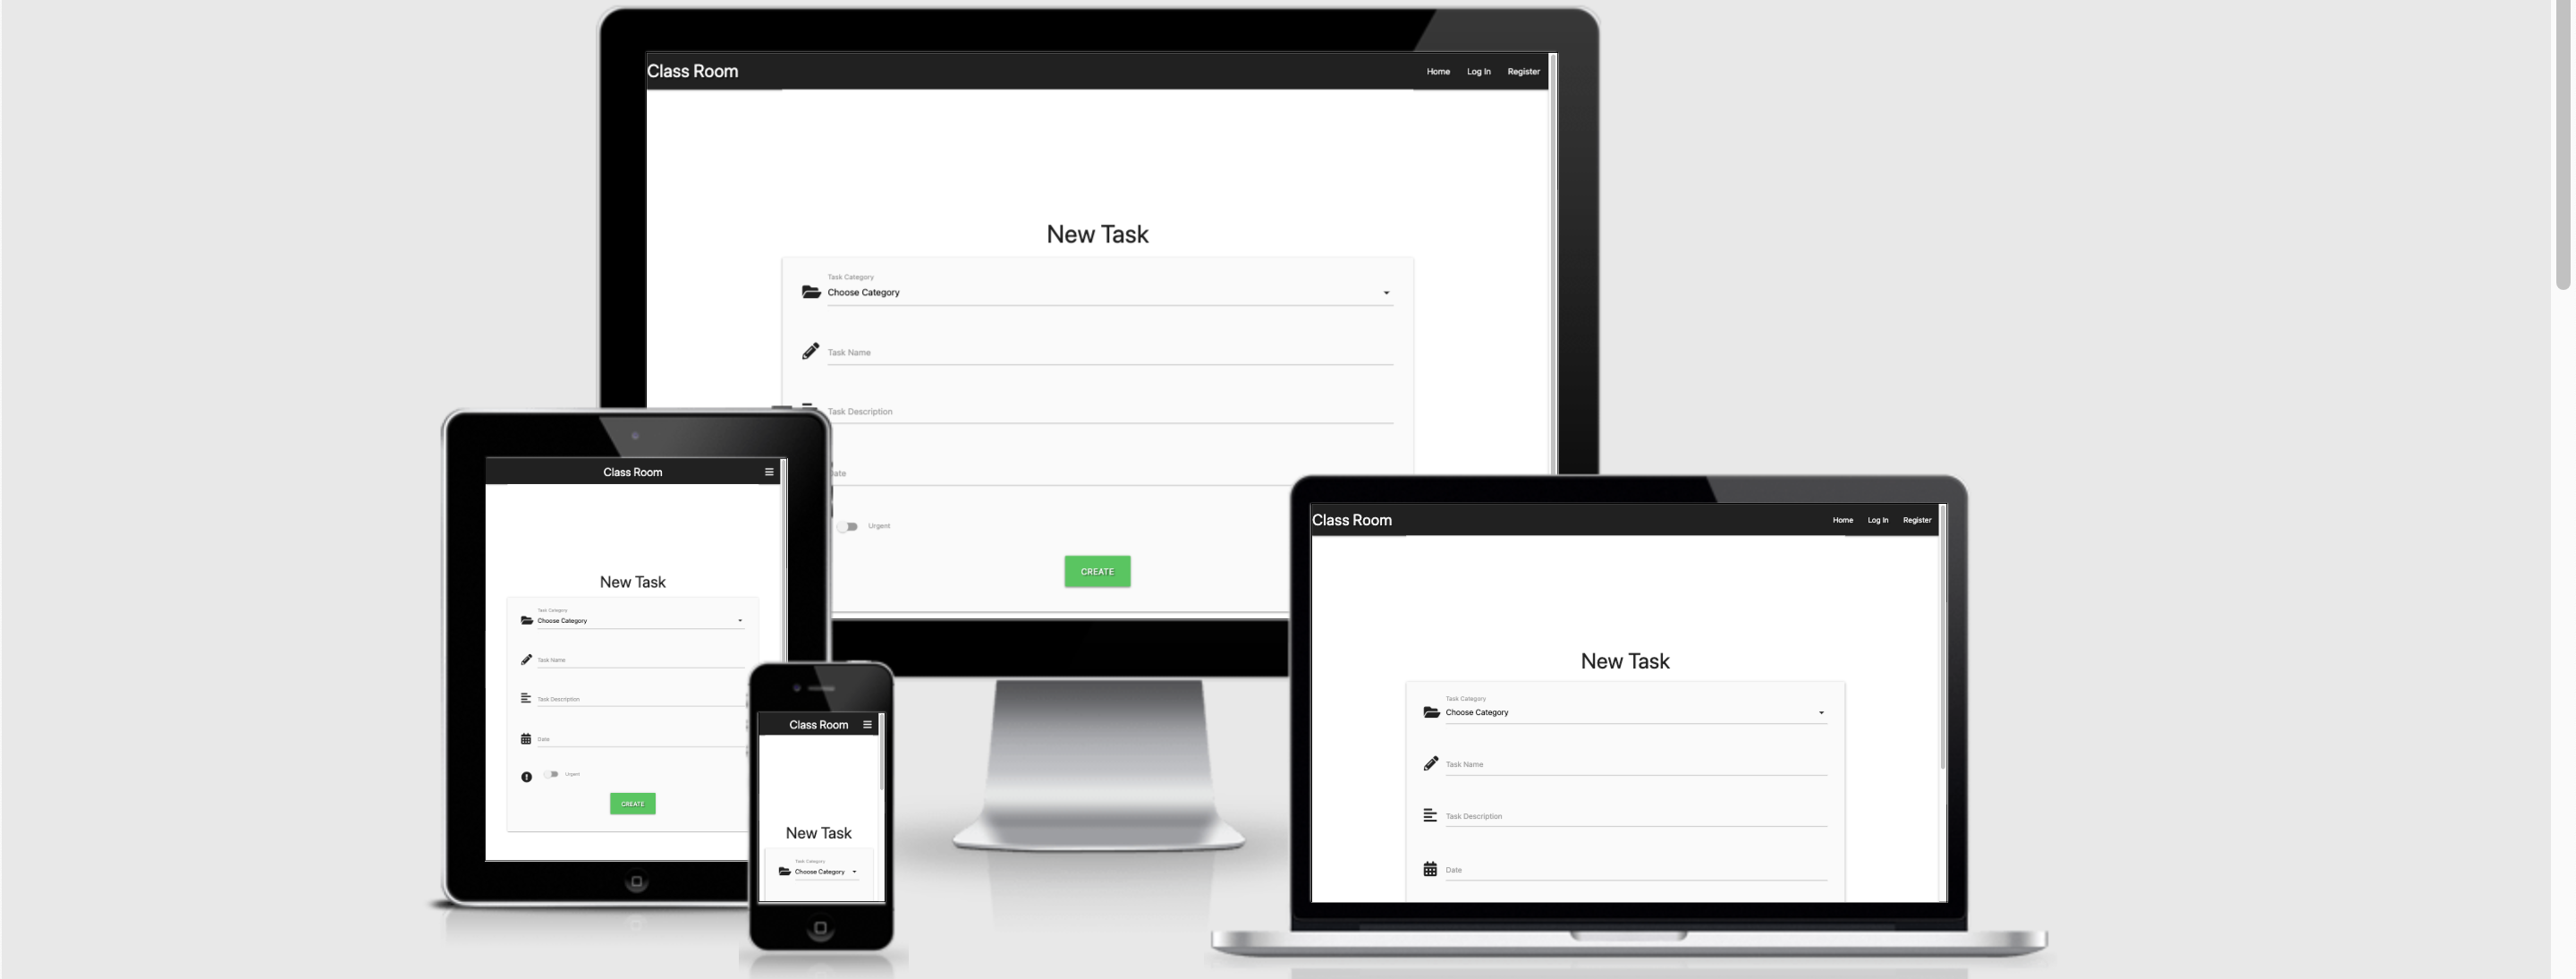 Class Room
Home Log In Register
New Task
Task Category
Choose Category
Task Name
Task Description
Date
Urgent
CREATE
Class Room
New Task
Task Category
Choose Category
Task Name
Task Description
Date
Urgent
CREATE
Class Room
New Task
Task Category
Choose Category
Class Room
Home Log In Register
New Task
Task Category
Choose Category
Task Name
Task Description
Date